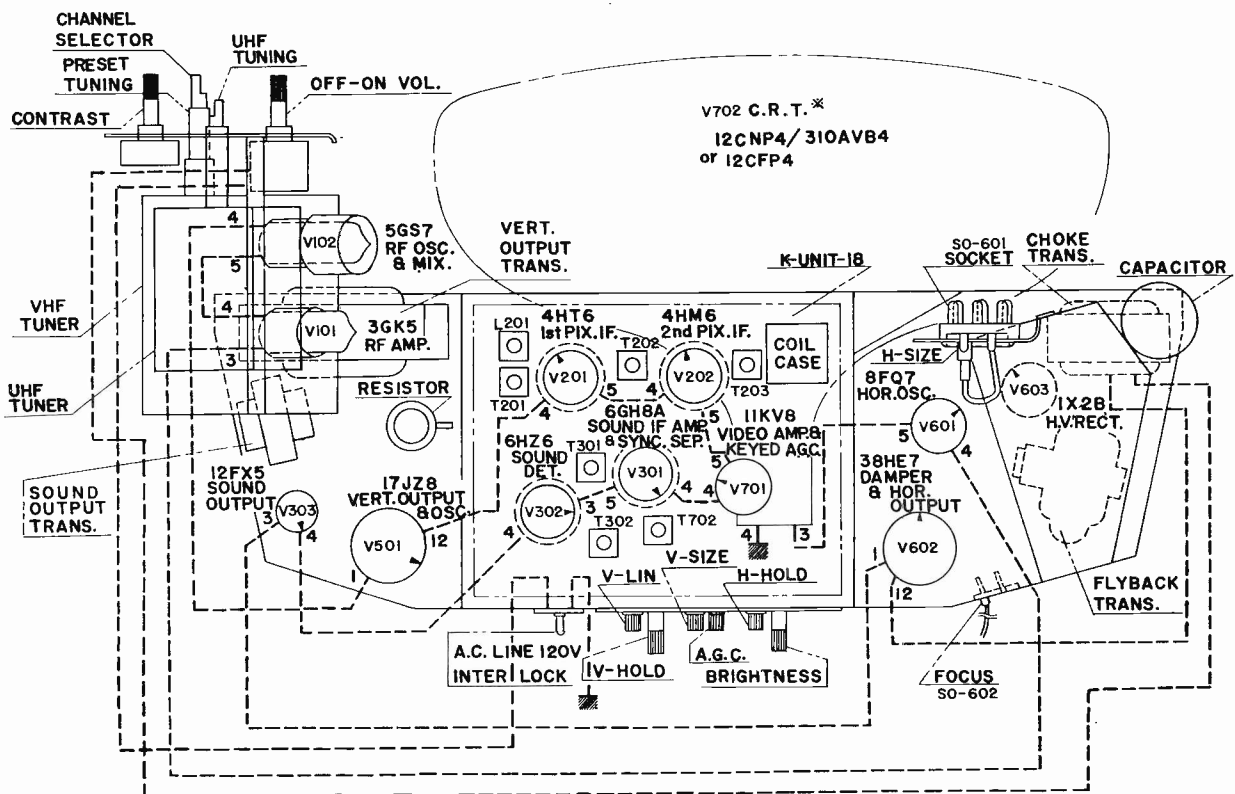 CHANNEL
SELECTOR
PRESET
TUNING
CONTRAST
UHF
TUNING
OFF-ON VOL.
V702 C.R.T.※
12CNP4/310AVB4
or 12CFP4
4
V102
5
5GS7
RF OSC.
& MIX.
VERT.
OUTPUT
TRANS.
K-UNIT-18
SO-601
SOCKET
CHOKE
TRANS.
CAPACITOR
VHF
TUNER
UHF
TUNER
4
V101
3
3GK5
RF AMP.
RESISTOR
L201
T201
4HT6
1st PIX.IF.
V201
4
5
T202
4HM6
2nd PIX.IF.
V202
4
5
T203
COIL
CASE
H-SIZE
8FQ7
HOR.OSC.
V601
5
4
V603
1X2B
H.V.RECT.
SOUND
OUTPUT
TRANS.
12FX5
SOUND
OUTPUT
V303
3
4
17JZ8
VERT.OUTPUT
& OSC.
V501
12
6HZ6
SOUND
DET.
V302
4
3
T301
6GH8A
SOUND IF AMP.
& SYNC. SEP.
V301
5
4
T302
T702
11KV8
VIDEO AMP.&
KEYED AGC.
V701
5
4
4
3
38HE7
DAMPER
& HOR.
OUTPUT
V602
12
FLYBACK
TRANS.
A.C. LINE 120V
INTER LOCK
V-LIN
V-HOLD
V-SIZE
A.G.C.
H-HOLD
BRIGHTNESS
FOCUS
SO-602